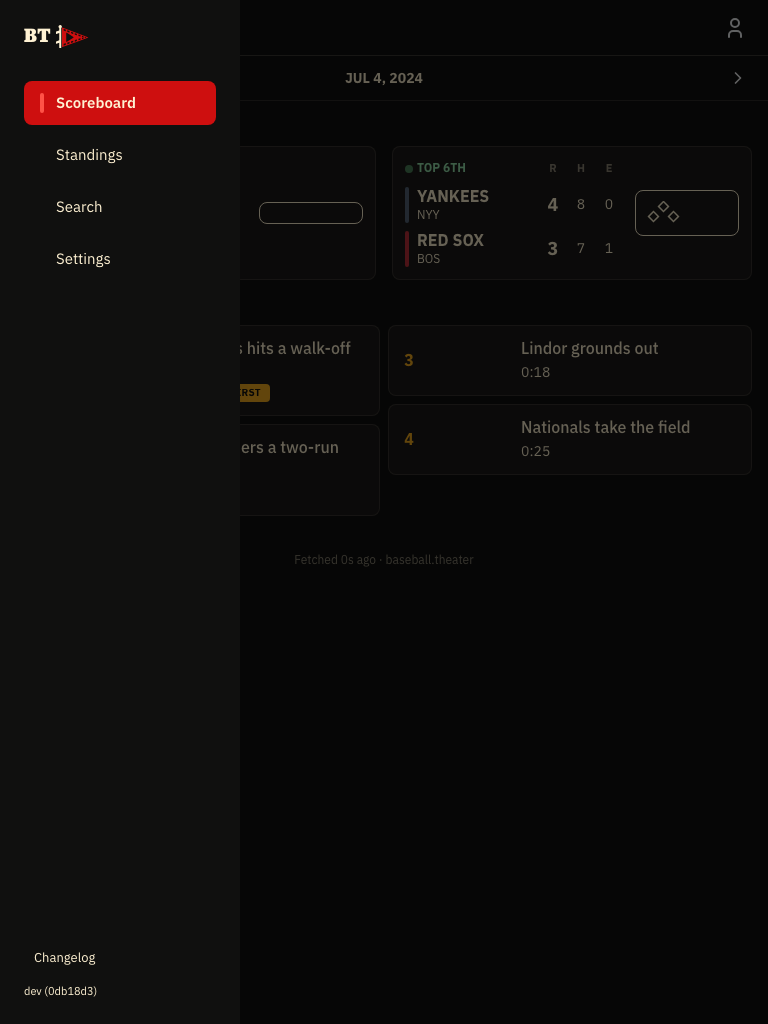 BT
Scoreboard
Standings
Search
Settings
Changelog
dev (0db18d3)
JUL 4, 2024
TOP 6TH R H E
YANKEES 4 8 0
NYY
RED SOX 3 7 1
BOS
hits a walk-off
3 Lindor grounds out
0:18
4 Nationals take the field
0:25
a two-run
Fetched 0s ago · baseball.theater